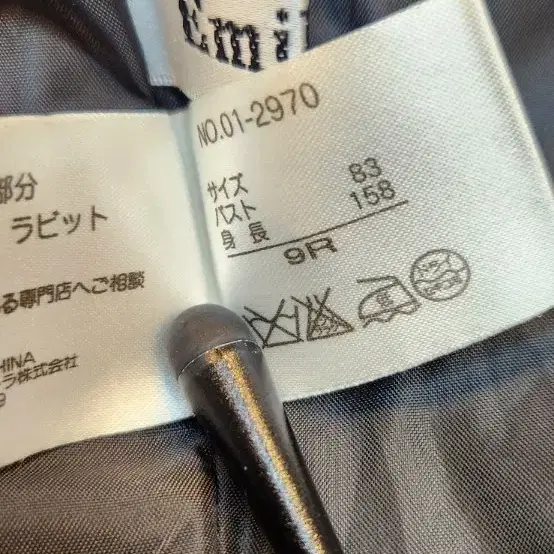 Emi
部分
ラビット
る専門店へご相談
HINA
ラ株式会社
9
NO.01-2970
サイズ
バスト 83
身長 158
9R